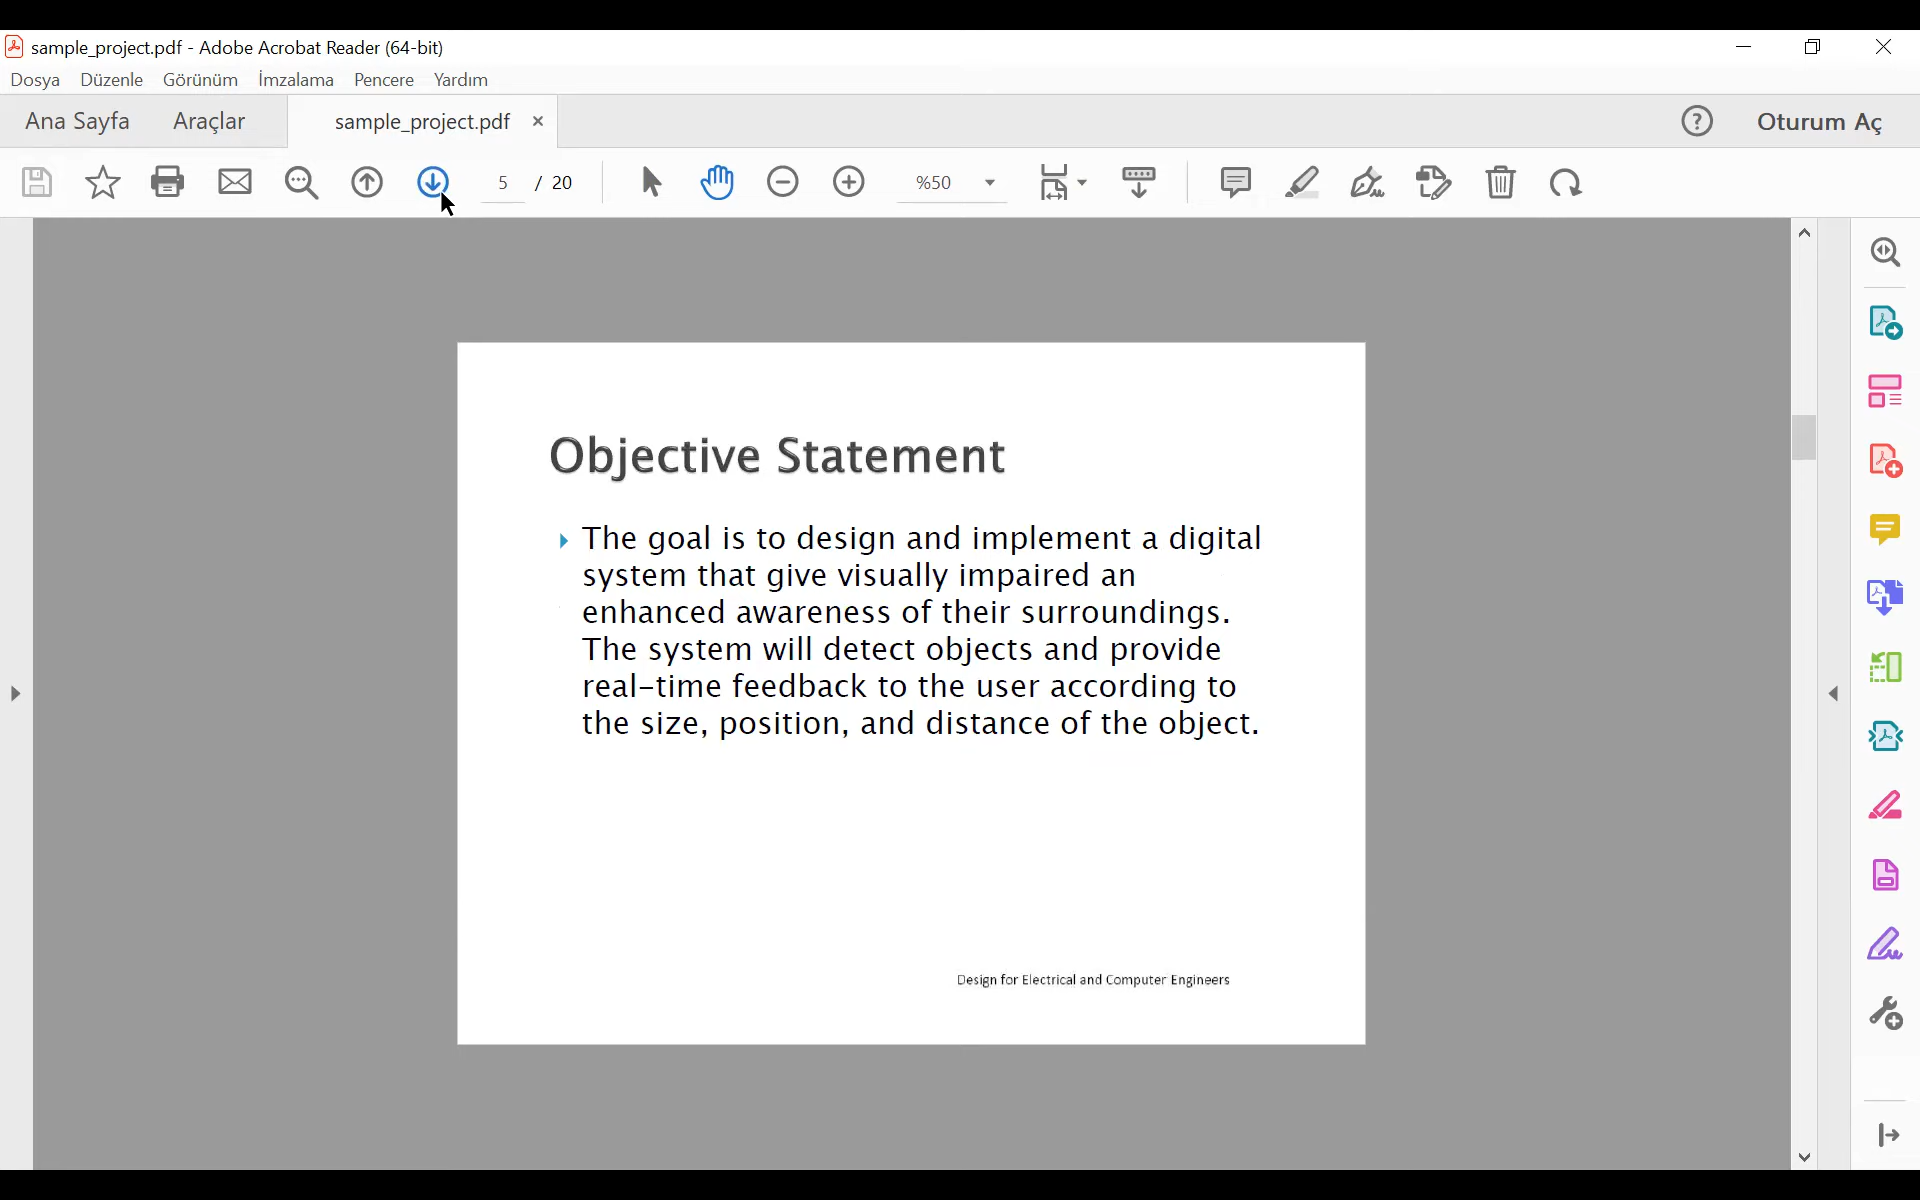 sample_project.pdf - Adobe Acrobat Reader (64-bit)
Dosya Düzenle Görünüm İmzalama Pencere Yardım
Ana Sayfa Araçlar sample_project.pdf Oturum Aç
5 / 20 %50
Objective Statement
The goal is to design and implement a digital
system that give visually impaired an
enhanced awareness of their surroundings.
The system will detect objects and provide
real-time feedback to the user according to
the size, position, and distance of the object.
Design for Electrical and Computer Engineers